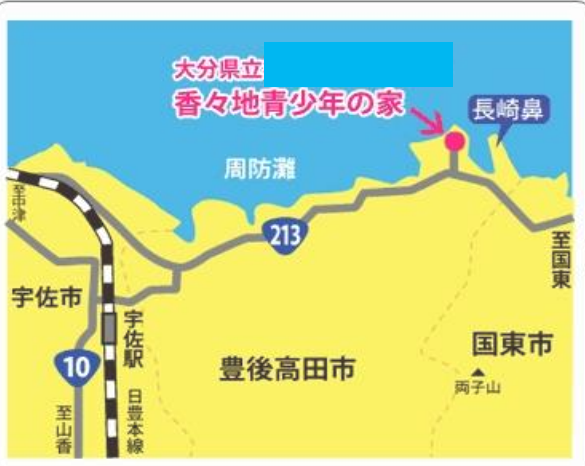 大分県立
香々地青少年の家
長崎鼻
周防灘
至中津
213
至国東
宇佐市
宇佐駅
国東市
10
豊後高田市
両子山
至山香
日豊本線